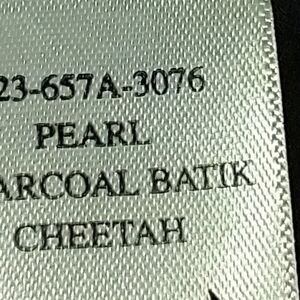 23-657A-3076
PEARL
ARCOAL BATIK
CHEETAH